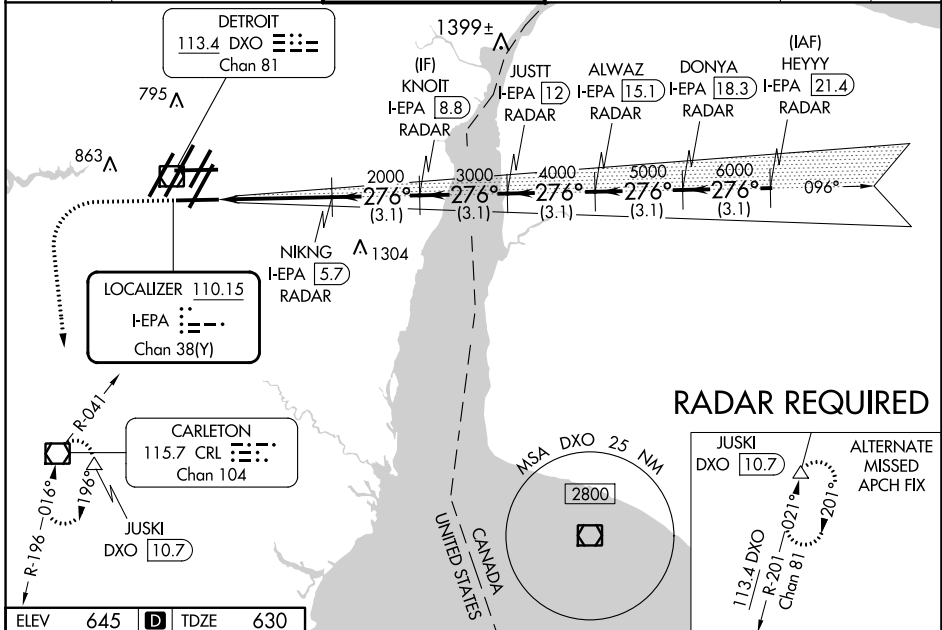 DETROIT
113.4 DXO
Chan 81
1399±
795
863
(IF)
KNOIT
I-EPA 8.8
RADAR
JUSTT
I-EPA 12
RADAR
ALWAZ
I-EPA 15.1
RADAR
DONYA
I-EPA 18.3
RADAR
(IAF)
HEYYY
I-EPA 21.4
RADAR
2000 3000 4000 5000 6000
276° 276° 276° 276° 276° 096°
(3.1) (3.1) (3.1) (3.1) (3.1)
NIKNG
I-EPA 5.7
RADAR
1304
LOCALIZER 110.15
I-EPA
Chan 38(Y)
R-041
CARLETON
115.7 CRL
Chan 104
R-196 016°
196°
JUSKI
DXO 10.7
MSA DXO 25 NM
2800
CANADA
UNITED STATES
RADAR REQUIRED
JUSKI
DXO 10.7
ALTERNATE
MISSED
APCH FIX
021°
201°
113.4 DXO
R-201
Chan 81
ELEV 645 D TDZE 630